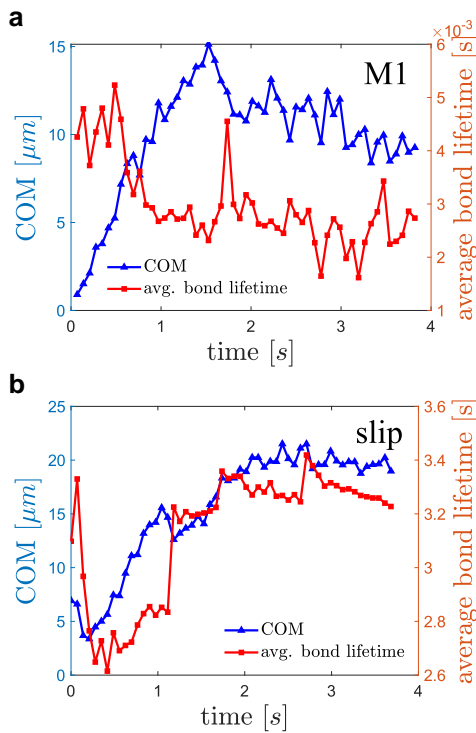 a
×10⁻³
15
10
5
0
COM [μm]
6
5
4
3
2
1
average bond lifetime [s]
M1
COM
avg. bond lifetime
0 1 2 3 4
time [s]
b
25
20
15
10
5
0
COM [μm]
3.6
3.4
3.2
3
2.8
2.6
average bond lifetime [s]
slip
COM
avg. bond lifetime
0 1 2 3 4
time [s]